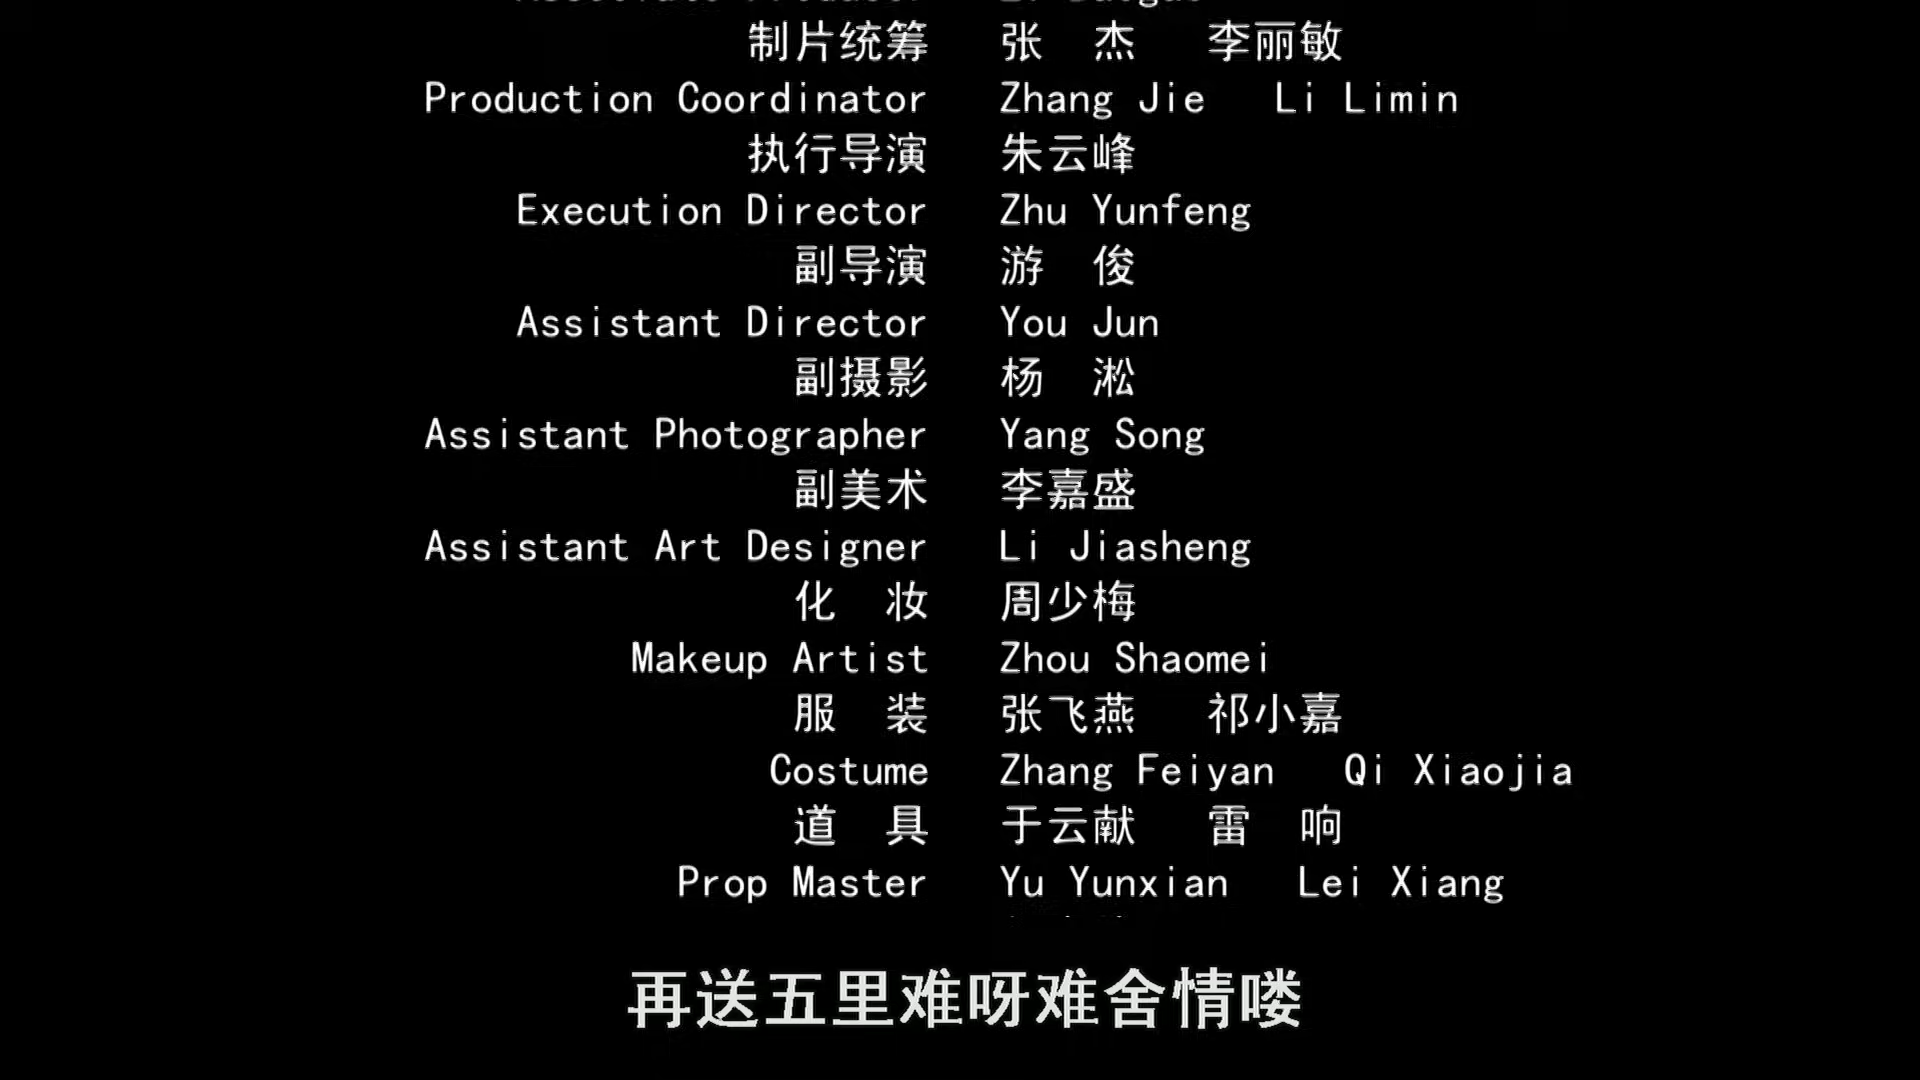 制片统筹 张 杰 李丽敏
Production Coordinator Zhang Jie Li Limin
执行导演 朱云峰
Execution Director Zhu Yunfeng
副导演 游 俊
Assistant Director You Jun
副摄影 杨 淞
Assistant Photographer Yang Song
副美术 李嘉盛
Assistant Art Designer Li Jiasheng
化 妆 周少梅
Makeup Artist Zhou Shaomei
服 装 张飞燕 祁小嘉
Costume Zhang Feiyan Qi Xiaojia
道 具 于云献 雷 响
Prop Master Yu Yunxian Lei Xiang
再送五里难呀难舍情喽